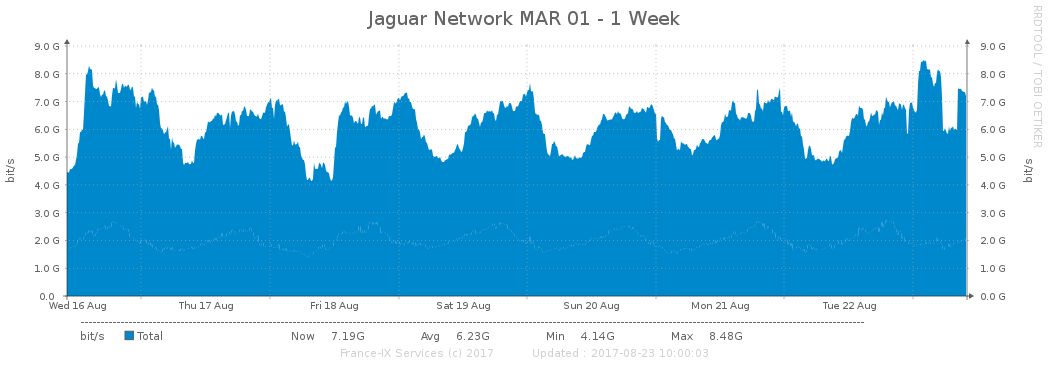 Jaguar Network MAR 01 - 1 Week
RRDTOOL / TOBI OETIKER
bit/s
bit/s
9.0 G 9.0 G
8.0 G 8.0 G
7.0 G 7.0 G
6.0 G 6.0 G
5.0 G 5.0 G
4.0 G 4.0 G
3.0 G 3.0 G
2.0 G 2.0 G
1.0 G 1.0 G
0.0 0.0 G
Wed 16 Aug Thu 17 Aug Fri 18 Aug Sat 19 Aug Sun 20 Aug Mon 21 Aug Tue 22 Aug
bit/s Total Now 7.19G Avg 6.23G Min 4.14G Max 8.48G
France-IX Services (c) 2017 Updated : 2017-08-23 10:00:03